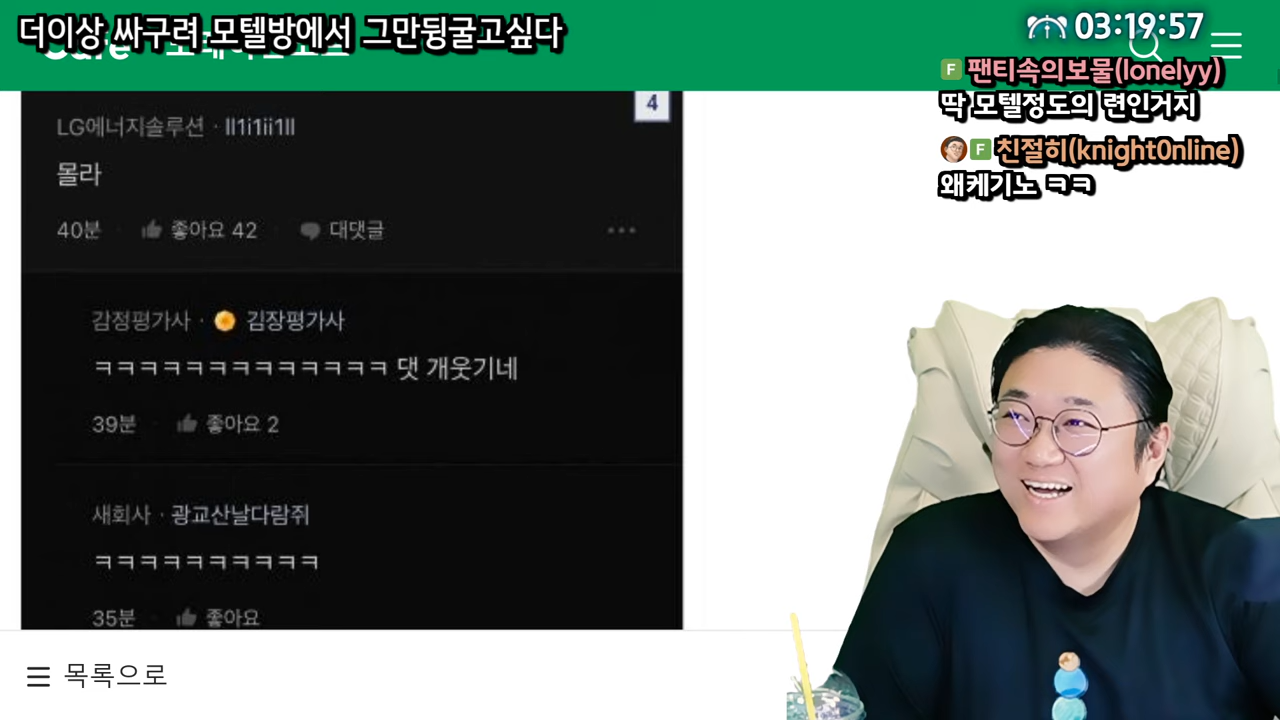 더이상 싸구려 모텔방에서 그만뒹굴고싶다
03:19:57
F 팬티속의보물(lonelyy)
딱 모텔정도의 련인거지
F 친절히(knight0nline)
왜케기노 ㅋㅋ
4
LG에너지솔루션 · ll1i1ii1ll
몰라
40분 · 좋아요 42 · 대댓글
감정평가사 · 김장평가사
ㅋㅋㅋㅋㅋㅋㅋㅋㅋㅋㅋㅋㅋ 댓 개웃기네
39분 · 좋아요 2
새회사 · 광교산날다람쥐
ㅋㅋㅋㅋㅋㅋㅋㅋㅋㅋ
35분 · 좋아요
목록으로